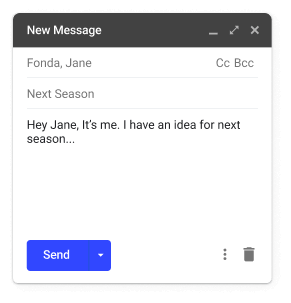 New Message
Fonda, Jane Cc Bcc
Next Season
Hey Jane, It's me. I have an idea for next
season...
Send